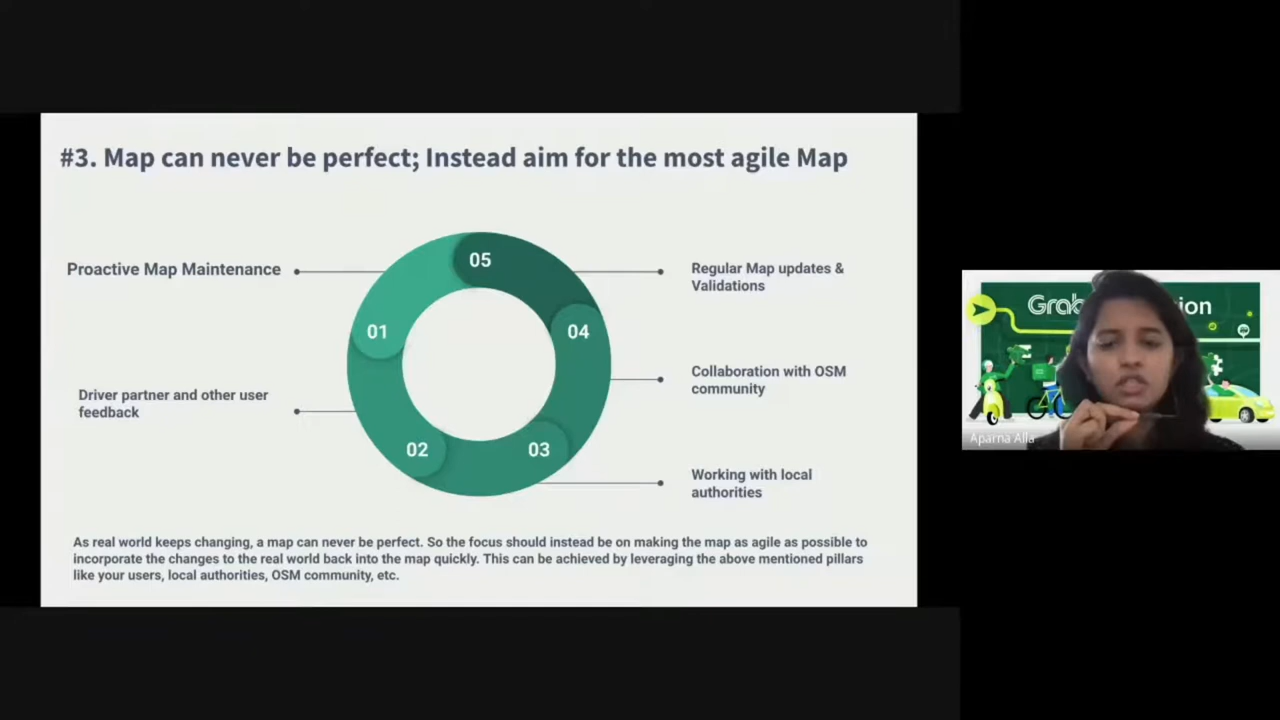 #3. Map can never be perfect; Instead aim for the most agile Map
Proactive Map Maintenance
Driver partner and other user
feedback
01
02
03
04
05
Regular Map updates &
Validations
Collaboration with OSM
community
Working with local
authorities
As real world keeps changing, a map can never be perfect. So the focus should instead be on making the map as agile as possible to
incorporate the changes to the real world back into the map quickly. This can be achieved by leveraging the above mentioned pillars
like your users, local authorities, OSM community, etc.
Grab
Aparna Alla